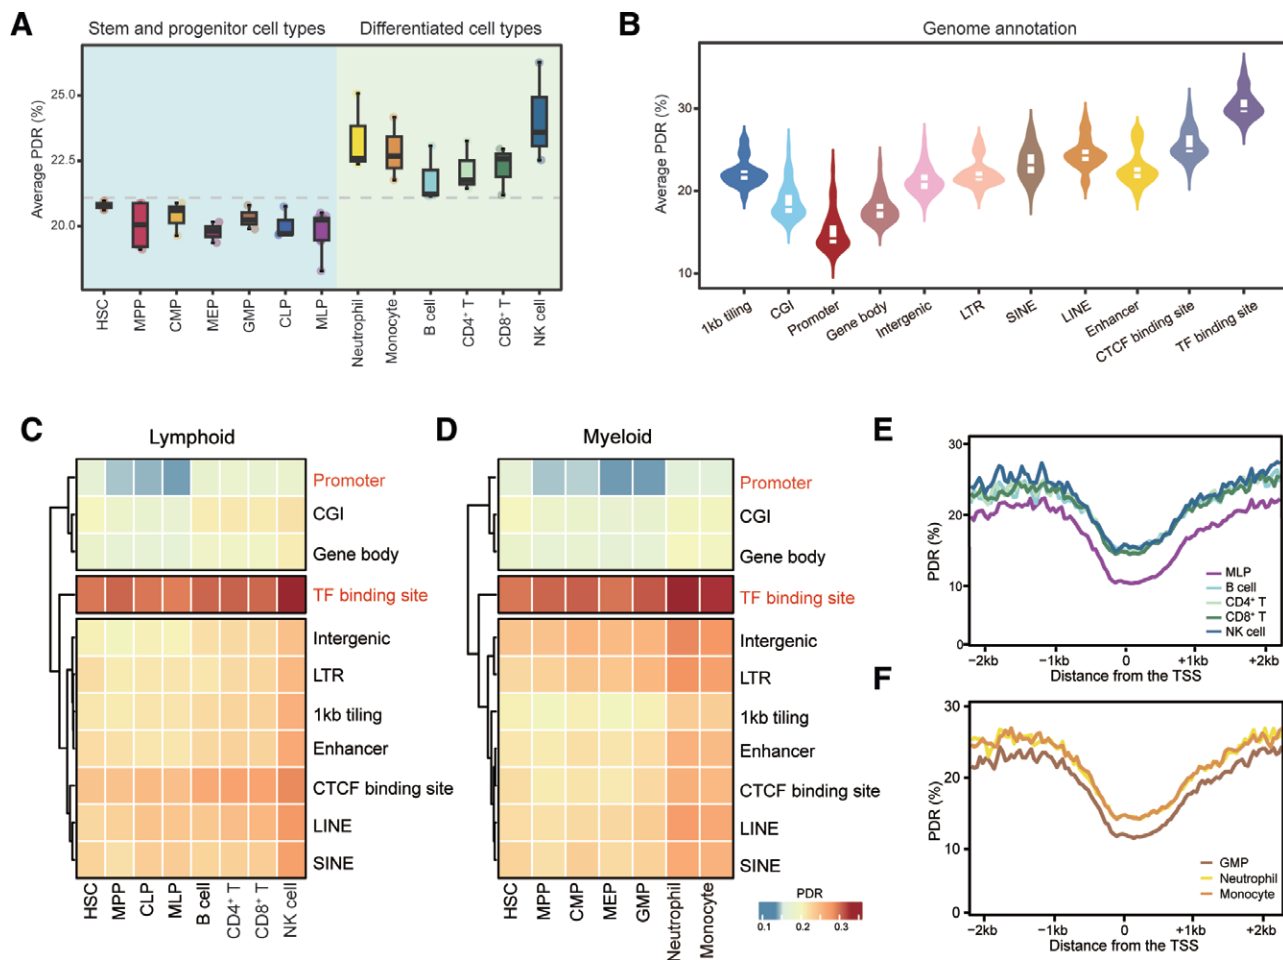 A
Stem and progenitor cell types
Differentiated cell types
Average PDR (%)
25.0
22.5
20.0
HSC
MPP
CMP
MEP
GMP
CLP
MLP
Neutrophil
Monocyte
B cell
CD4⁺ T
CD8⁺ T
NK cell
B
Genome annotation
Average PDR (%)
30
20
10
1kb tiling
CGI
Promoter
Gene body
Intergenic
LTR
SINE
LINE
Enhancer
CTCF binding site
TF binding site
C
Lymphoid
Promoter
CGI
Gene body
TF binding site
Intergenic
LTR
1kb tiling
Enhancer
CTCF binding site
LINE
SINE
HSC
MPP
CLP
MLP
B cell
CD4⁺ T
CD8⁺ T
NK cell
D
Myeloid
Promoter
CGI
Gene body
TF binding site
Intergenic
LTR
1kb tiling
Enhancer
CTCF binding site
LINE
SINE
HSC
MPP
CMP
MEP
GMP
Neutrophil
Monocyte
PDR
0.1
0.2
0.3
E
PDR (%)
30
20
10
0
MLP
B cell
CD4⁺ T
CD8⁺ T
NK cell
−2kb
−1kb
0
+1kb
+2kb
Distance from the TSS
F
PDR (%)
30
20
10
0
GMP
Neutrophil
Monocyte
−2kb
−1kb
0
+1kb
+2kb
Distance from the TSS